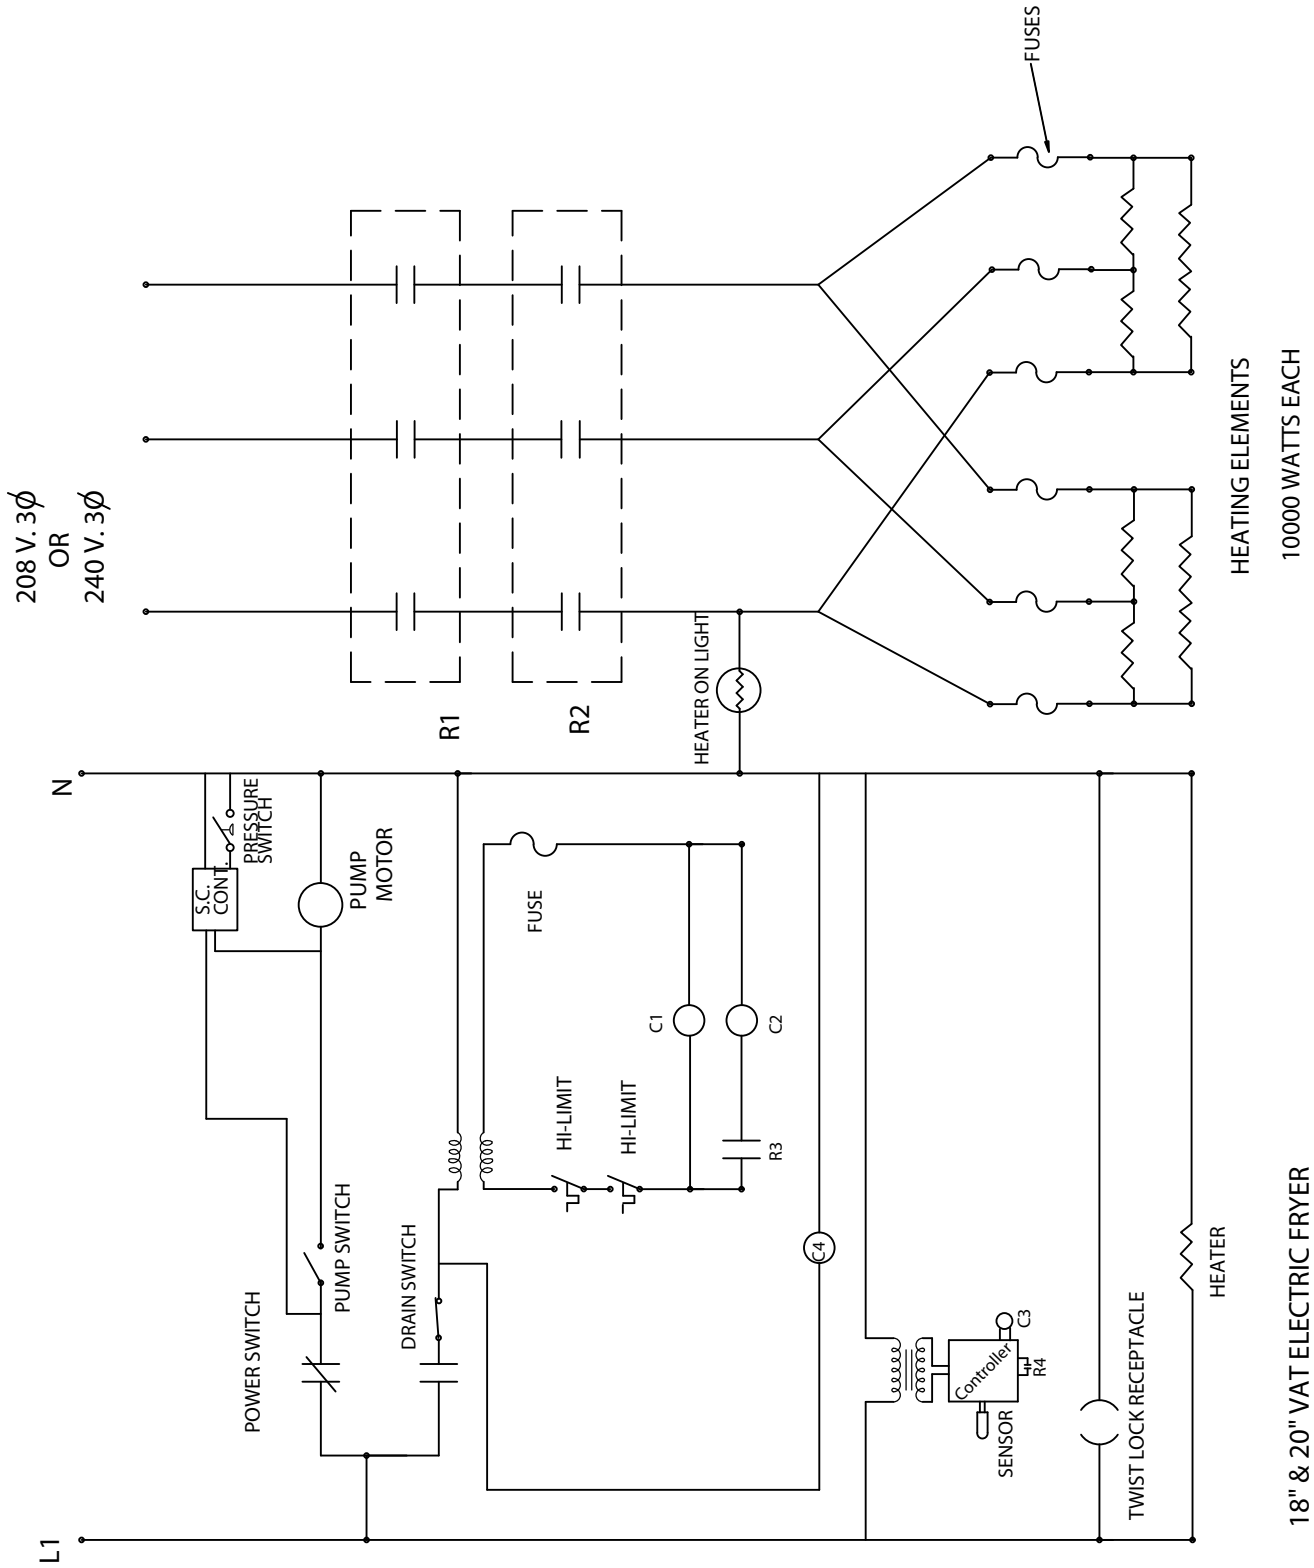 208 V. 3Ø
OR
240 V. 3Ø
FUSES
R1
R2
HEATER ON LIGHT
HEATING ELEMENTS
10000 WATTS EACH
N
L1
S.C.
CONT.
PRESSURE
SWITCH
PUMP
MOTOR
POWER SWITCH
PUMP SWITCH
DRAIN SWITCH
FUSE
HI-LIMIT
HI-LIMIT
C1
C2
R3
C4
Controller
C3
R4
SENSOR
TWIST LOCK RECEPTACLE
HEATER
18" & 20" VAT ELECTRIC FRYER